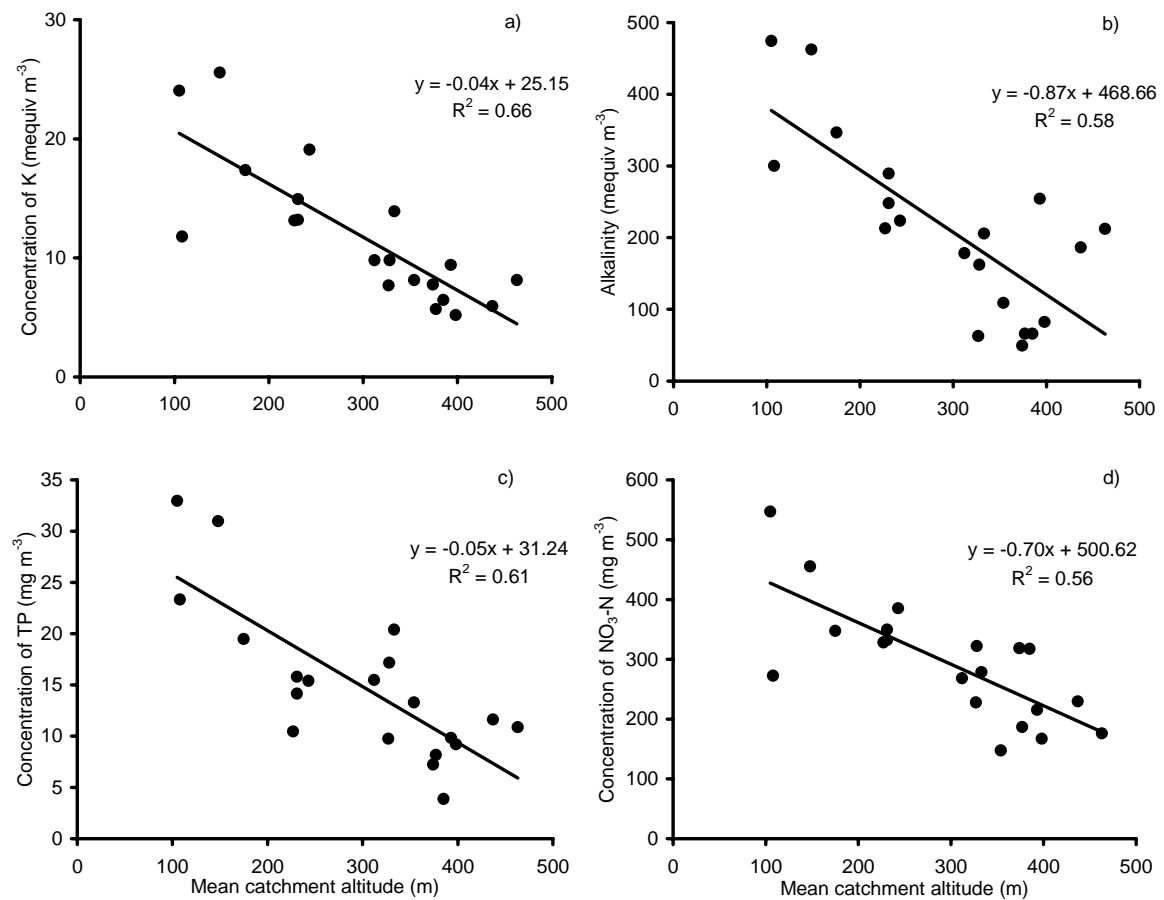 a)
Concentration of K (mequiv m⁻³)
30
20
10
0
y = -0.04x + 25.15
R² = 0.66
0 100 200 300 400 500
b)
Alkalinity (mequiv m⁻³)
500
400
300
200
100
0
y = -0.87x + 468.66
R² = 0.58
0 100 200 300 400 500
c)
Concentration of TP (mg m⁻³)
35
30
25
20
15
10
5
0
y = -0.05x + 31.24
R² = 0.61
0 100 200 300 400 500
Mean catchment altitude (m)
d)
Concentration of NO₃-N (mg m⁻³)
600
500
400
300
200
100
0
y = -0.70x + 500.62
R² = 0.56
0 100 200 300 400 500
Mean catchment altitude (m)